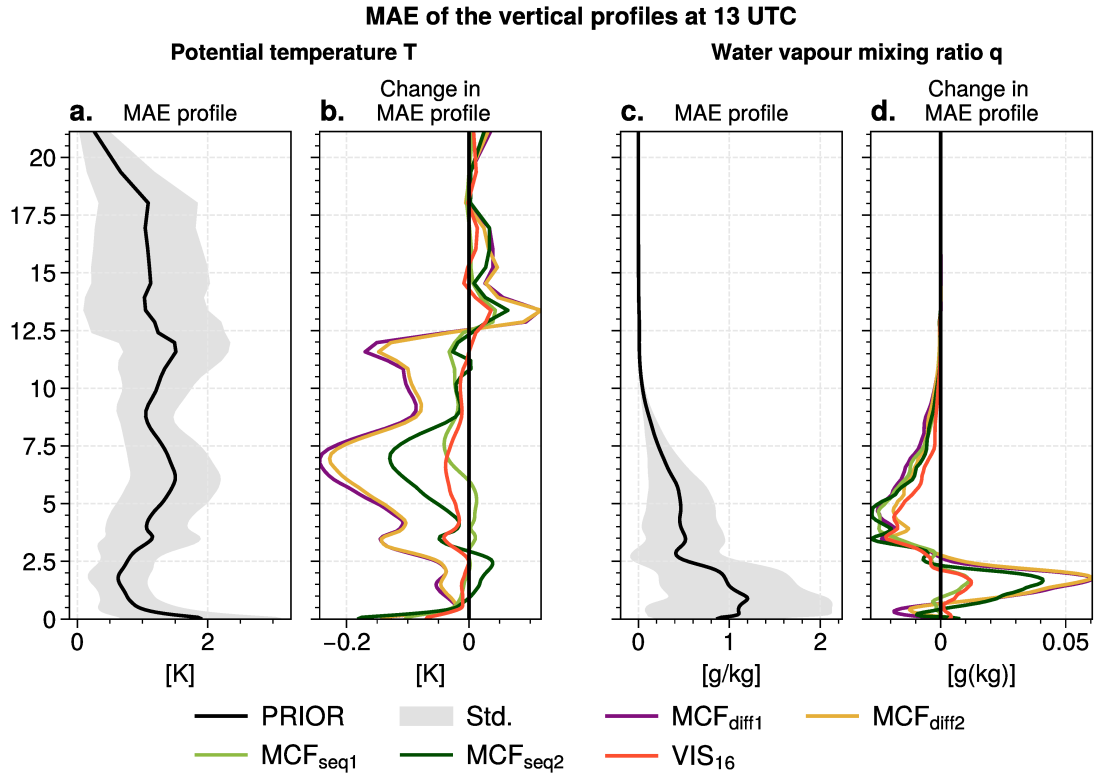 MAE of the vertical profiles at 13 UTC
Potential temperature T
Water vapour mixing ratio q
a. MAE profile
b. Change in
MAE profile
c. MAE profile
d. Change in
MAE profile
20
17.5
15
12.5
10
7.5
5
2.5
0
0 2
−0.2 0
0 1 2
0 0.05
[K]
[K]
[g/kg]
[g(kg)]
PRIOR
Std.
MCFdiff1
MCFdiff2
MCFseq1
MCFseq2
VIS16